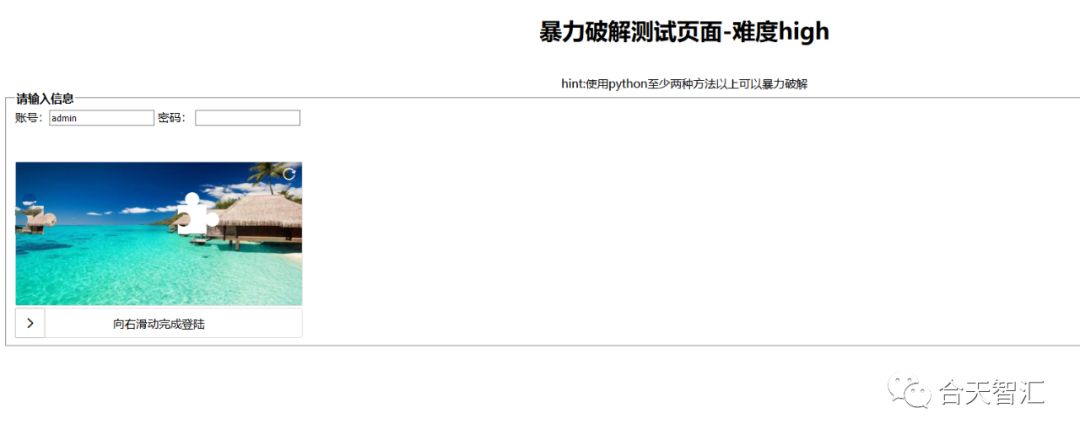 暴力破解测试页面-难度high
hint:使用python至少两种方法以上可以暴力破解
请输入信息
账号: admin 密码:
向右滑动完成登陆
合天智汇